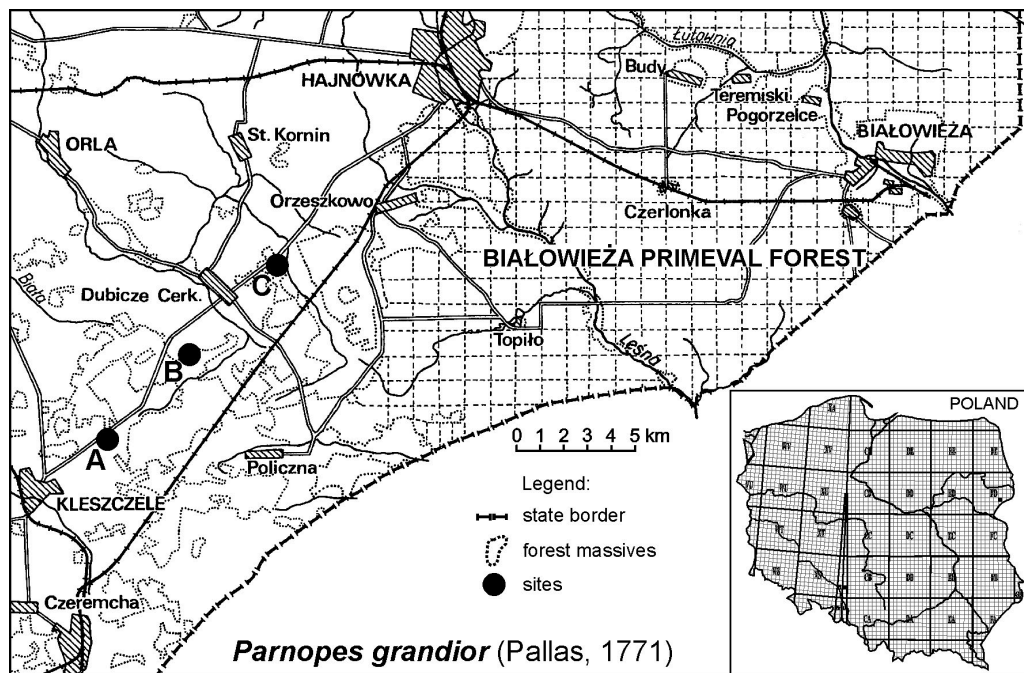 Łutownia
HAJNÓWKA
Budy
Teremiski
Pogorzelce
St. Kornin
ORLA
BIAŁOWIEŻA
Orzeszkowo
Czerlonka
BIAŁOWIEŻA PRIMEVAL FOREST
C
Biała
Dubicze Cerk.
Topiło
Leśna
B
POLAND
A
0 1 2 3 4 5 km
Policzna
KLESZCZELE
Legend:
state border
forest massives
sites
Czeremcha
Parnopes grandior (Pallas, 1771)